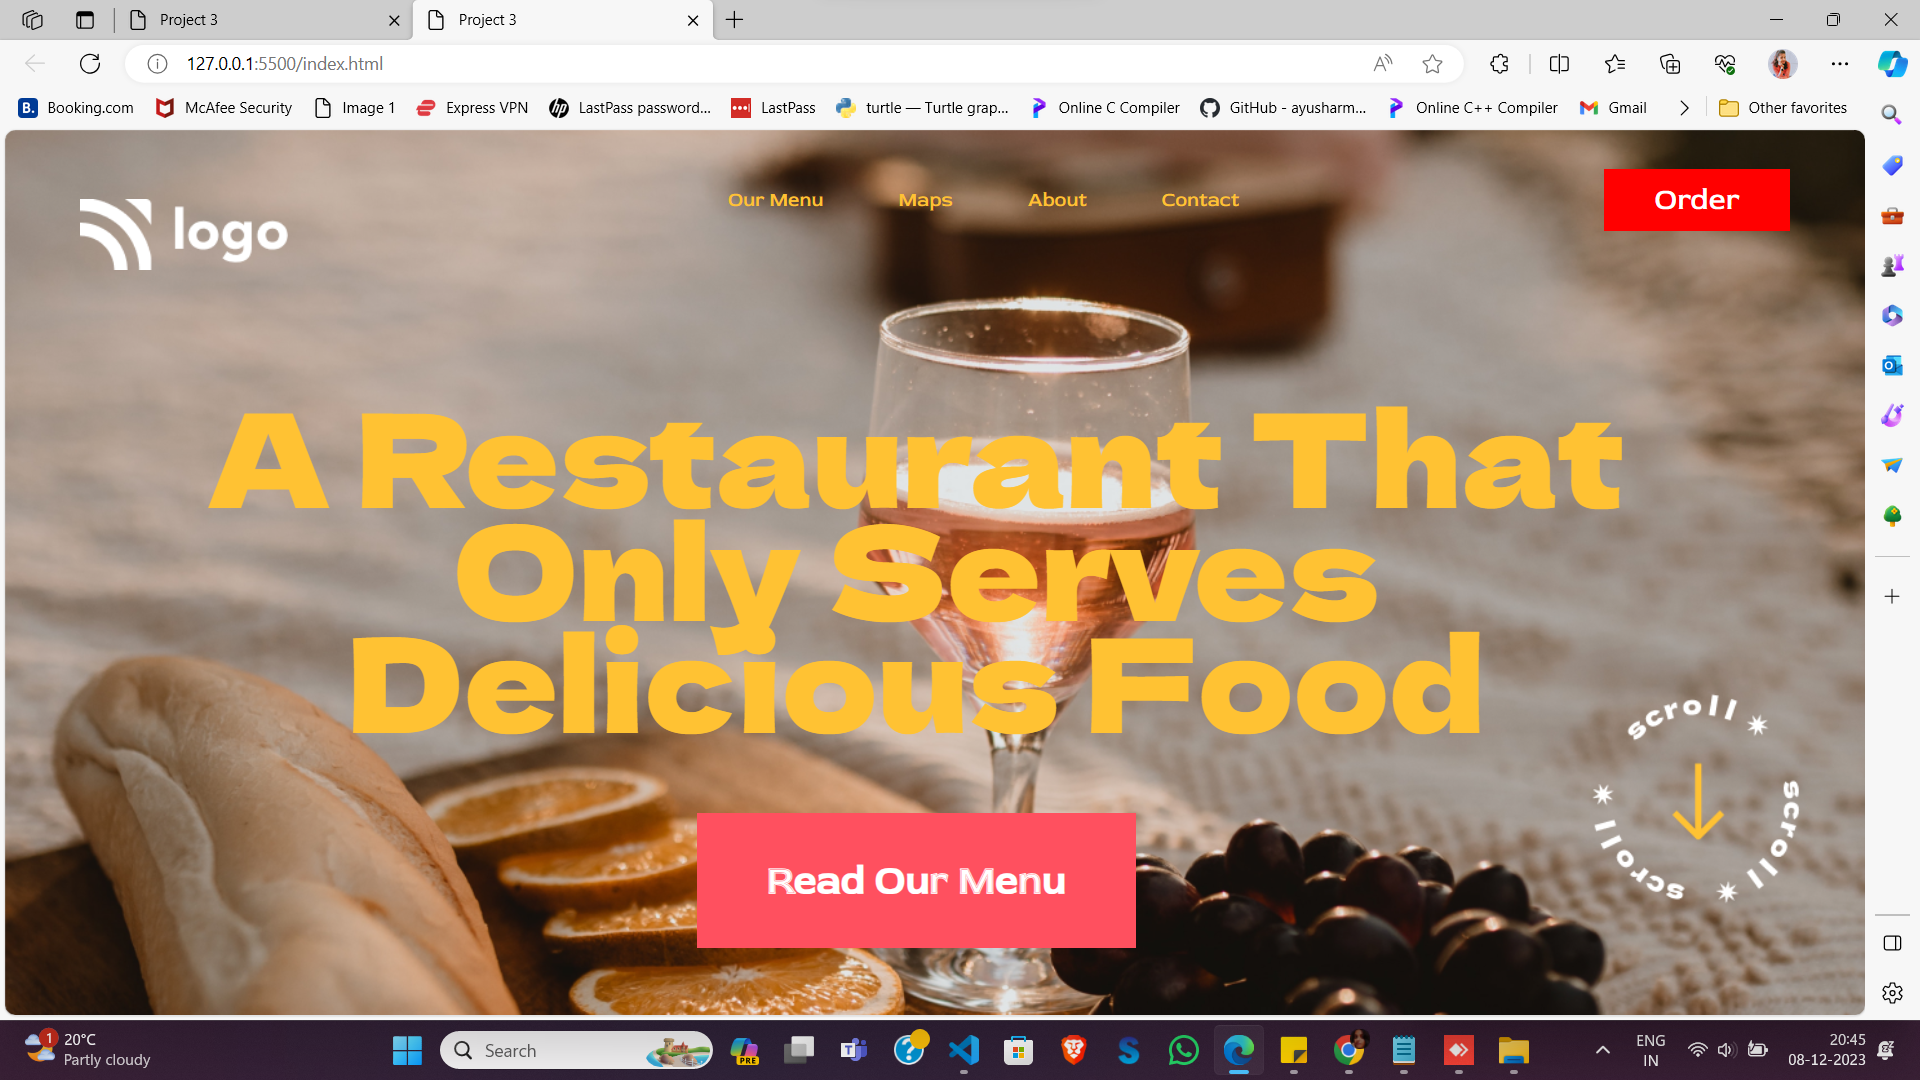 Project 3
Project 3
127.0.0.1:5500/index.html
Booking.com
McAfee Security
Image 1
Express VPN
LastPass password...
LastPass
turtle — Turtle grap...
Online C Compiler
GitHub - ayusharm...
Online C++ Compiler
Gmail
Other favorites
logo
Our Menu
Maps
About
Contact
Order
A Restaurant That
Only Serves
Delicious Food
Read Our Menu
scroll
scroll
scroll
1
20°C
Partly cloudy
Search
PRE
ENG
IN
20:45
08-12-2023